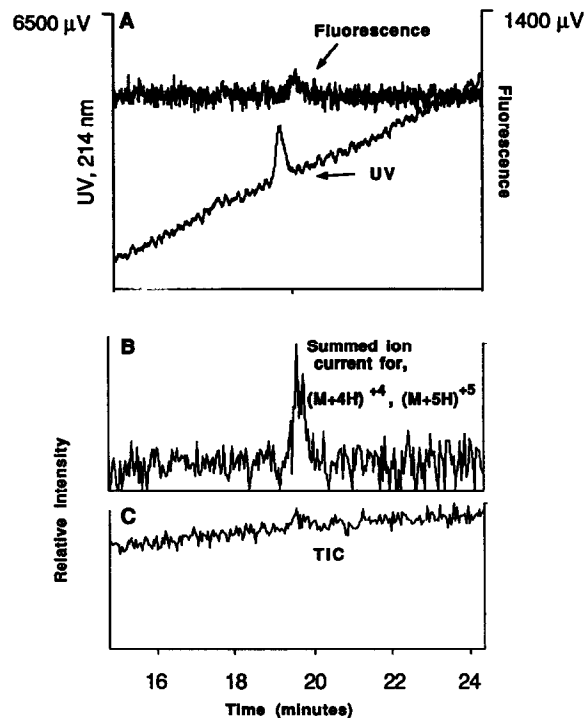 6500 μV
1400 μV
A
Fluorescence
UV
UV, 214 nm
Fluorescence
B
Summed ion
current for,
(M+4H)+4, (M+5H)+5
C
TIC
Relative Intensity
16 18 20 22 24
Time (minutes)